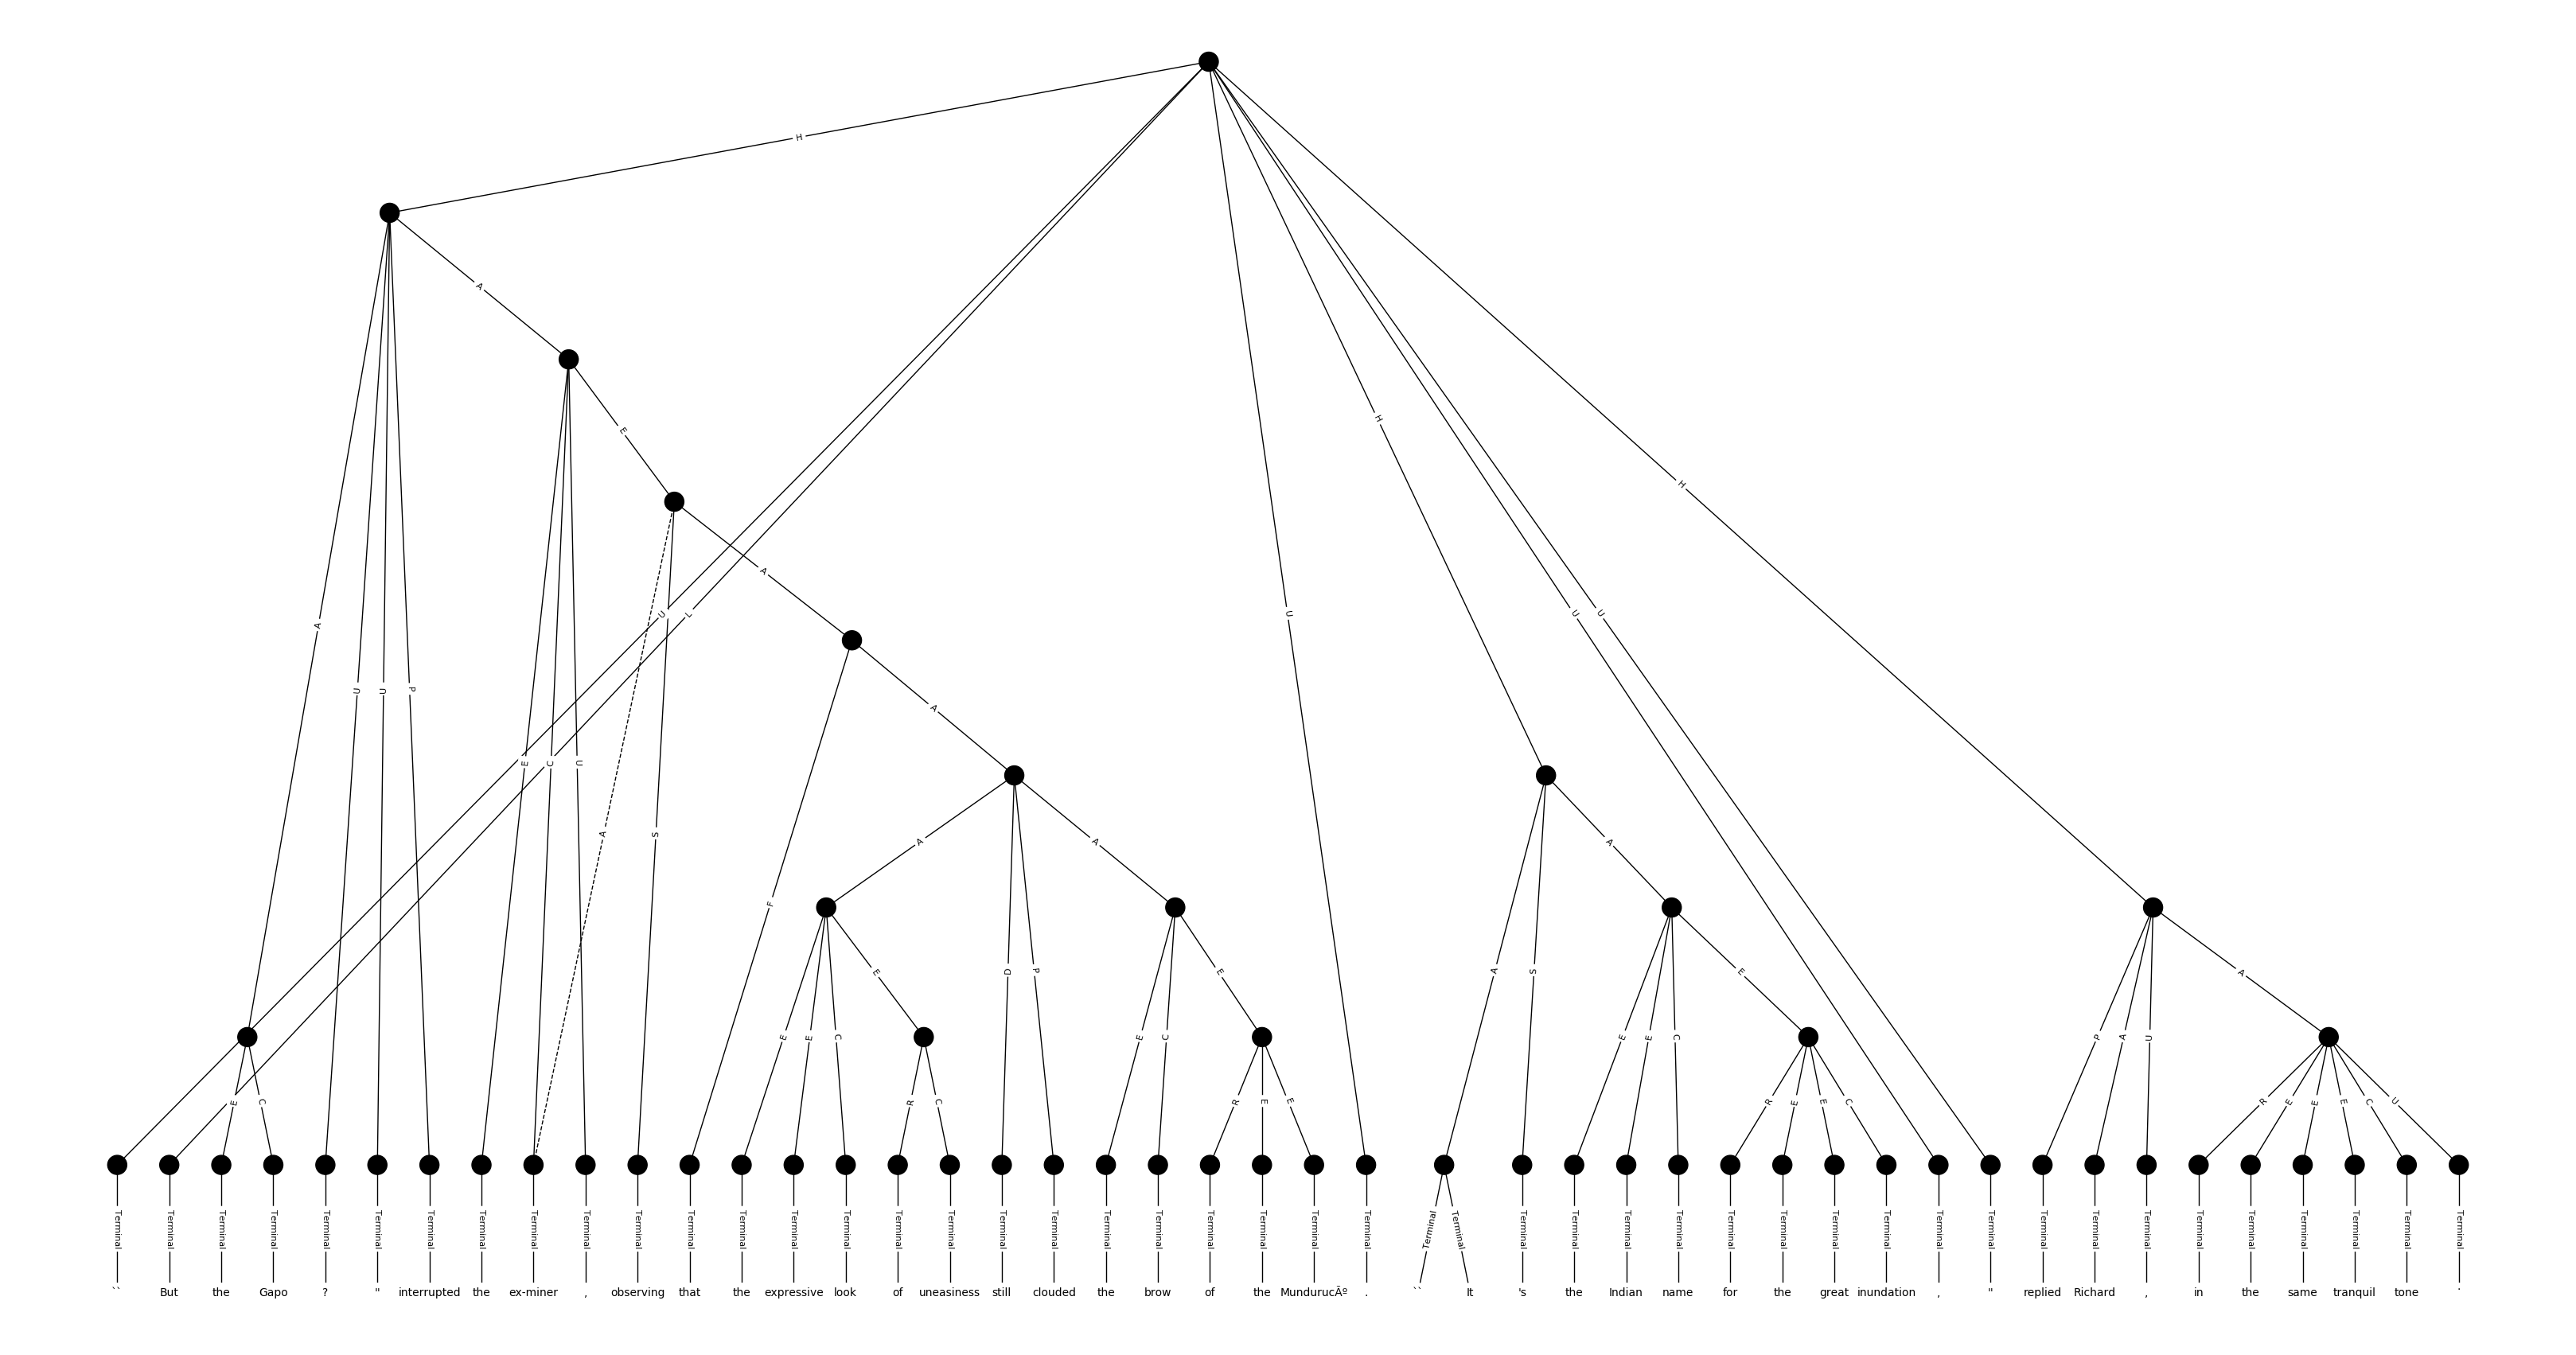 H
A
E
A
H
H
U
L
U
U
U
A
U
U
P
A
E
C
U
A
S
A
A
A
F
D
P
A
S
A
E
E
C
E
E
C
E
E
E
C
E
P
A
U
A
E
C
R
C
R
E
E
R
E
E
C
R
E
E
E
C
U
Terminal Terminal Terminal Terminal Terminal Terminal Terminal Terminal Terminal Terminal Terminal Terminal Terminal Terminal Terminal Terminal Terminal Terminal Terminal Terminal Terminal Terminal Terminal Terminal Terminal Terminal Terminal Terminal Terminal Terminal Terminal Terminal Terminal Terminal Terminal Terminal Terminal Terminal Terminal Terminal Terminal Terminal Terminal Terminal Terminal Terminal
`` But the Gapo ? " interrupted the ex-miner , observing that the expressive look of uneasiness still clouded the brow of the MundurucÃº . `` It 's the Indian name for the great inundation , " replied Richard , in the same tranquil tone .